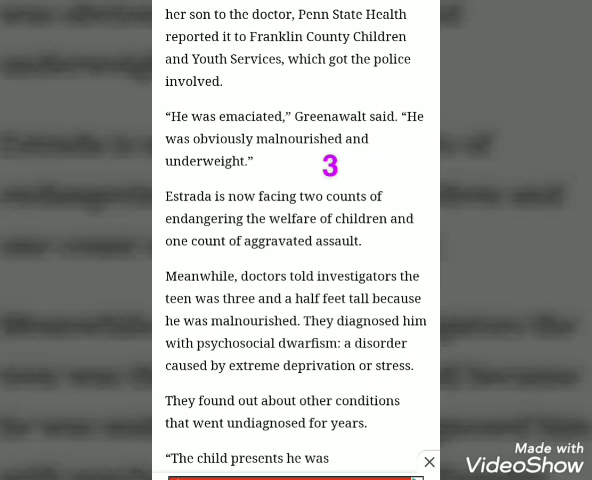 her son to the doctor, Penn State Health
reported it to Franklin County Children
and Youth Services, which got the police
involved.
“He was emaciated,” Greenawalt said. “He
was obviously malnourished and
underweight.”
3
Estrada is now facing two counts of
endangering the welfare of children and
one count of aggravated assault.
Meanwhile, doctors told investigators the
teen was three and a half feet tall because
he was malnourished. They diagnosed him
with psychosocial dwarfism: a disorder
caused by extreme deprivation or stress.
They found out about other conditions
that went undiagnosed for years.
“The child presents he was
Made with
VideoShow